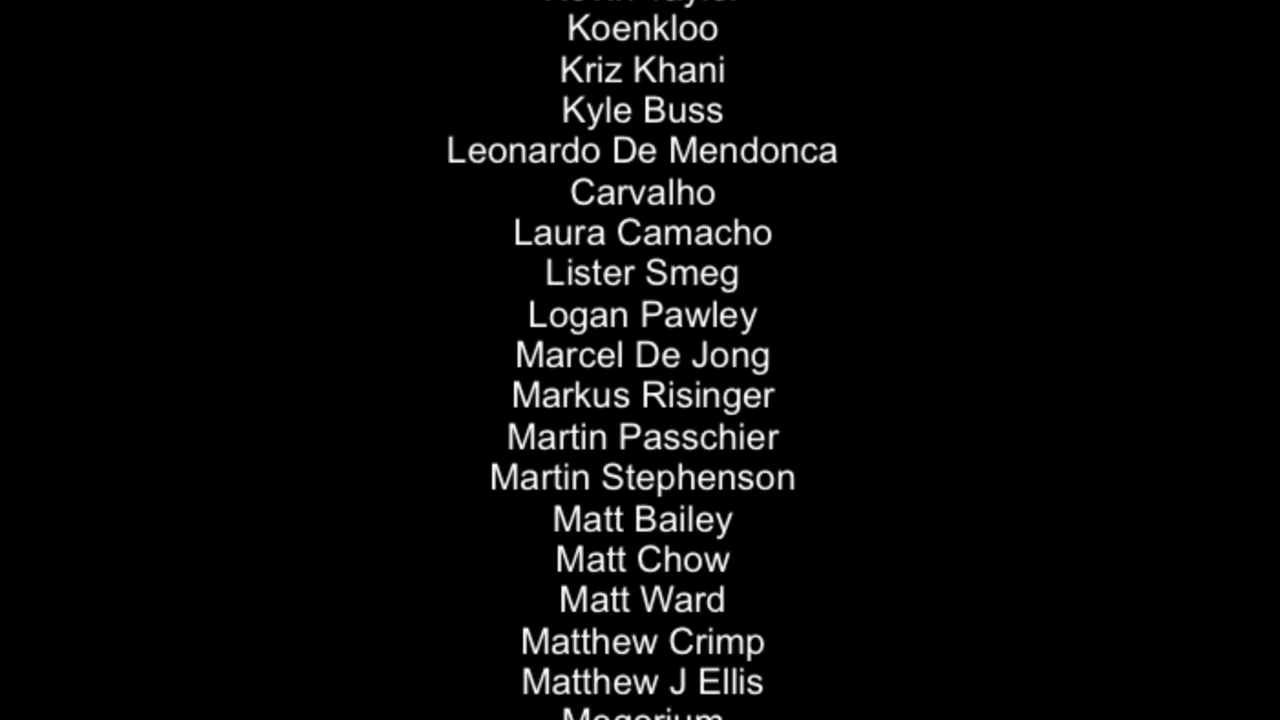 Koenkloo
Kriz Khani
Kyle Buss
Leonardo De Mendonca
Carvalho
Laura Camacho
Lister Smeg
Logan Pawley
Marcel De Jong
Markus Risinger
Martin Passchier
Martin Stephenson
Matt Bailey
Matt Chow
Matt Ward
Matthew Crimp
Matthew J Ellis